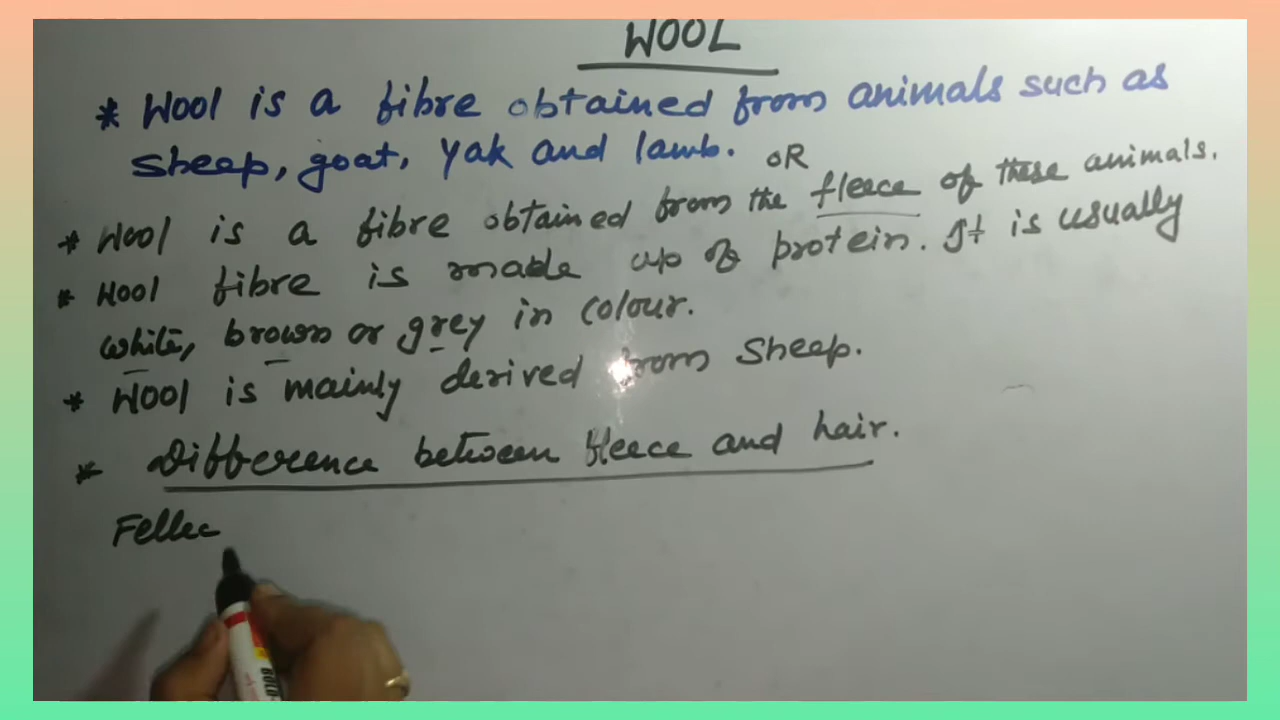 WOOL
* Wool is a fibre obtained from animals such as
sheep, goat, Yak and lamb. OR
* Wool is a fibre obtained from the fleece of these animals.
* Wool fibre is made up of protein. It is usually
white, brown or grey in colour.
* Wool is mainly derived from Sheep.
* Difference between fleece and hair.
Fellec
BOLD